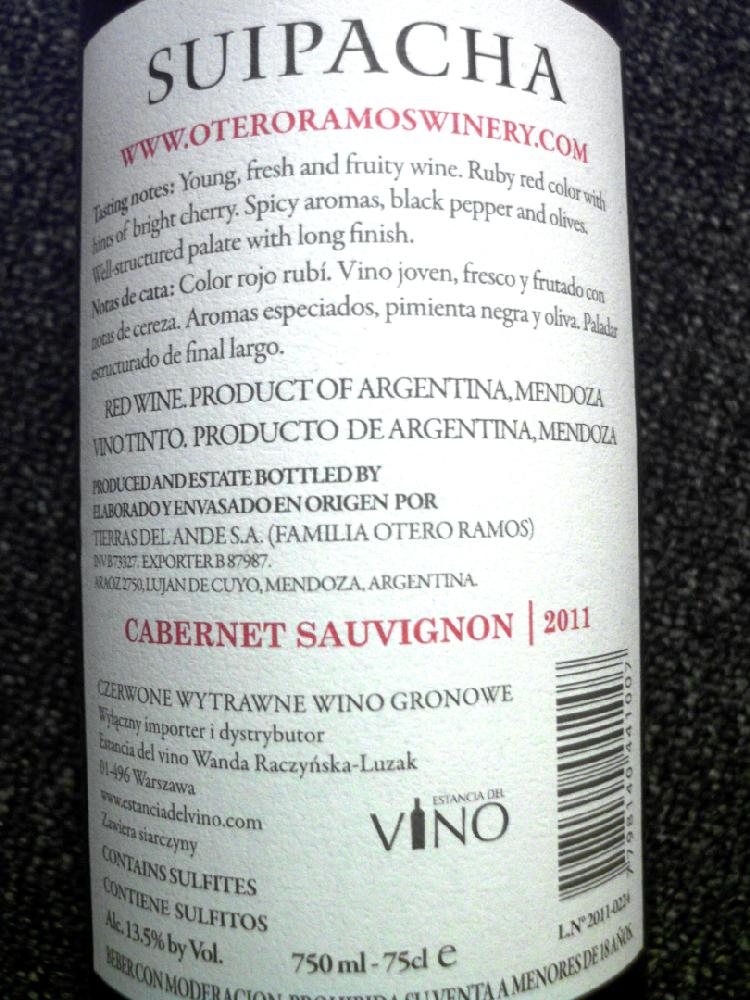 SUIPACHA
WWW.OTERORAMOSWINERY.COM
Tasting notes: Young, fresh and fruity wine. Ruby red color with
hints of bright cherry. Spicy aromas, black pepper and olives.
Well-structured palate with long finish.
Notas de cata: Color rojo rubí. Vino joven, fresco y frutado con
notas de cereza. Aromas especiados, pimienta negra y oliva. Paladar
estructurado de final largo.
RED WINE. PRODUCT OF ARGENTINA, MENDOZA
VINO TINTO. PRODUCTO DE ARGENTINA, MENDOZA
PRODUCED AND ESTATE BOTTLED BY
ELABORADO Y ENVASADO EN ORIGEN POR
TIERRAS DEL ANDE S.A. (FAMILIA OTERO RAMOS)
INV B73327. EXPORTER B 87987.
ARAOZ 2750, LUJAN DE CUYO, MENDOZA, ARGENTINA.
CABERNET SAUVIGNON | 2011
CZERWONE WYTRAWNE WINO GRONOWE
Wyłączny importer i dystrybutor
Estancia del vino Wanda Raczyńska-Luzak
01-496 Warszawa
www.estanciadelvino.com
Zawiera siarczyny
ESTANCIA DEL
VINO
CONTAINS SULFITES
CONTIENE SULFITOS
Alc. 13.5% by Vol.
750 ml - 75cl e
7798140441007
L.Nº 2011-0224
BEBER CON MODERACION. PROHIBIDA SU VENTA A MENORES DE 18 AÑOS.